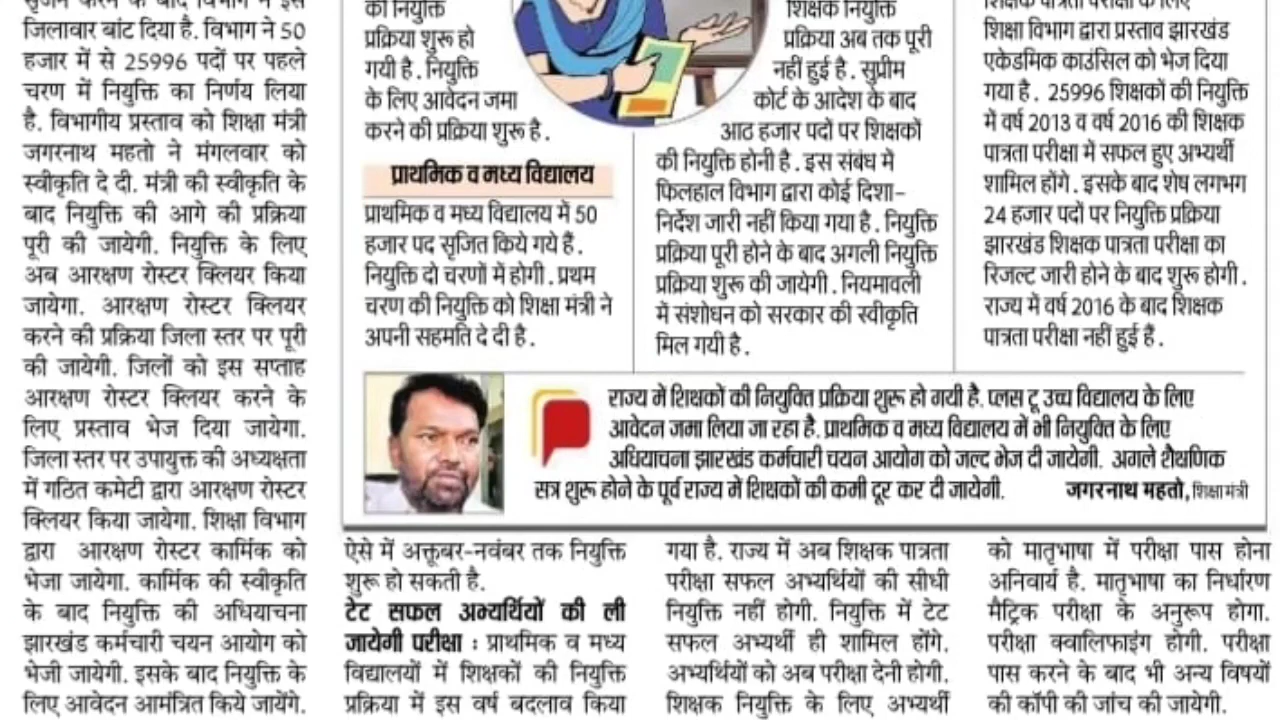 सृजन करने के बाद विभाग ने इसे
जिलावार बांट दिया है. विभाग ने 50
हजार में से 25996 पदों पर पहले
चरण में नियुक्ति का निर्णय लिया
है. विभागीय प्रस्ताव को शिक्षा मंत्री
जगरनाथ महतो ने मंगलवार को
स्वीकृति दे दी. मंत्री की स्वीकृति के
बाद नियुक्ति की आगे की प्रक्रिया
पूरी की जायेगी. नियुक्ति के लिए
अब आरक्षण रोस्टर क्लियर किया
जायेगा. आरक्षण रोस्टर क्लियर
करने की प्रक्रिया जिला स्तर पर पूरी
की जायेगी. जिलों को इस सप्ताह
आरक्षण रोस्टर क्लियर करने के
लिए प्रस्ताव भेज दिया जायेगा.
जिला स्तर पर उपायुक्त की अध्यक्षता
में गठित कमेटी द्वारा आरक्षण रोस्टर
क्लियर किया जायेगा. शिक्षा विभाग
द्वारा आरक्षण रोस्टर कार्मिक को
भेजा जायेगा. कार्मिक की स्वीकृति
के बाद नियुक्ति की अधियाचना
झारखंड कर्मचारी चयन आयोग को
भेजी जायेगी. इसके बाद नियुक्ति के
लिए आवेदन आमंत्रित किये जायेंगे.
की नियुक्ति
प्रक्रिया शुरू हो
गयी है. नियुक्ति
के लिए आवेदन जमा
करने की प्रक्रिया शुरू है.
प्राथमिक व मध्य विद्यालय
प्राथमिक व मध्य विद्यालय में 50
हजार पद सृजित किये गये हैं.
नियुक्ति दो चरणों में होगी. प्रथम
चरण की नियुक्ति को शिक्षा मंत्री ने
अपनी सहमति दे दी है.
शिक्षक नियुक्ति
प्रक्रिया अब तक पूरी
नहीं हुई है. सुप्रीम
कोर्ट के आदेश के बाद
आठ हजार पदों पर शिक्षकों
की नियुक्ति होनी है. इस संबंध में
फिलहाल विभाग द्वारा कोई दिशा-
निर्देश जारी नहीं किया गया है. नियुक्ति
प्रक्रिया पूरी होने के बाद अगली नियुक्ति
प्रक्रिया शुरू की जायेगी. नियमावली
में संशोधन को सरकार की स्वीकृति
मिल गयी है.
शिक्षक पात्रता परीक्षा के लिए
शिक्षा विभाग द्वारा प्रस्ताव झारखंड
एकेडमिक काउंसिल को भेज दिया
गया है. 25996 शिक्षकों की नियुक्ति
में वर्ष 2013 व वर्ष 2016 की शिक्षक
पात्रता परीक्षा में सफल हुए अभ्यर्थी
शामिल होंगे. इसके बाद शेष लगभग
24 हजार पदों पर नियुक्ति प्रक्रिया
झारखंड शिक्षक पात्रता परीक्षा का
रिजल्ट जारी होने के बाद शुरू होगी.
राज्य में वर्ष 2016 के बाद शिक्षक
पात्रता परीक्षा नहीं हुई हैं.
राज्य में शिक्षकों की नियुक्ति प्रक्रिया शुरू हो गयी है. प्लस टू उच्च विद्यालय के लिए
आवेदन जमा लिया जा रहा है. प्राथमिक व मध्य विद्यालय में भी नियुक्ति के लिए
अधियाचना झारखंड कर्मचारी चयन आयोग को जल्द भेज दी जायेगी. अगले शैक्षणिक
सत्र शुरू होने के पूर्व राज्य में शिक्षकों की कमी दूर कर दी जायेगी. जगरनाथ महतो, शिक्षा मंत्री
ऐसे में अक्तूबर-नवंबर तक नियुक्ति
शुरू हो सकती है.
टेट सफल अभ्यर्थियों की ली
जायेगी परीक्षा : प्राथमिक व मध्य
विद्यालयों में शिक्षकों की नियुक्ति
प्रक्रिया में इस वर्ष बदलाव किया
गया है. राज्य में अब शिक्षक पात्रता
परीक्षा सफल अभ्यर्थियों की सीधी
नियुक्ति नहीं होगी. नियुक्ति में टेट
सफल अभ्यर्थी ही शामिल होंगे.
अभ्यर्थियों को अब परीक्षा देनी होगी.
शिक्षक नियुक्ति के लिए अभ्यर्थी
को मातृभाषा में परीक्षा पास होना
अनिवार्य है. मातृभाषा का निर्धारण
मैट्रिक परीक्षा के अनुरूप होगा.
परीक्षा क्वालिफाइंग होगी. परीक्षा
पास करने के बाद भी अन्य विषयों
की कॉपी की जांच की जायेगी.